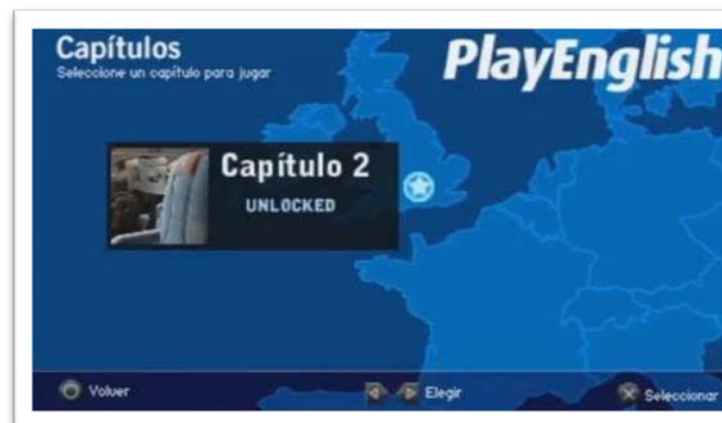 Capítulos
Seleccione un capítulo para jugar
PlayEnglish
Capítulo 2
UNLOCKED
Volver
Elegir
Seleccionar